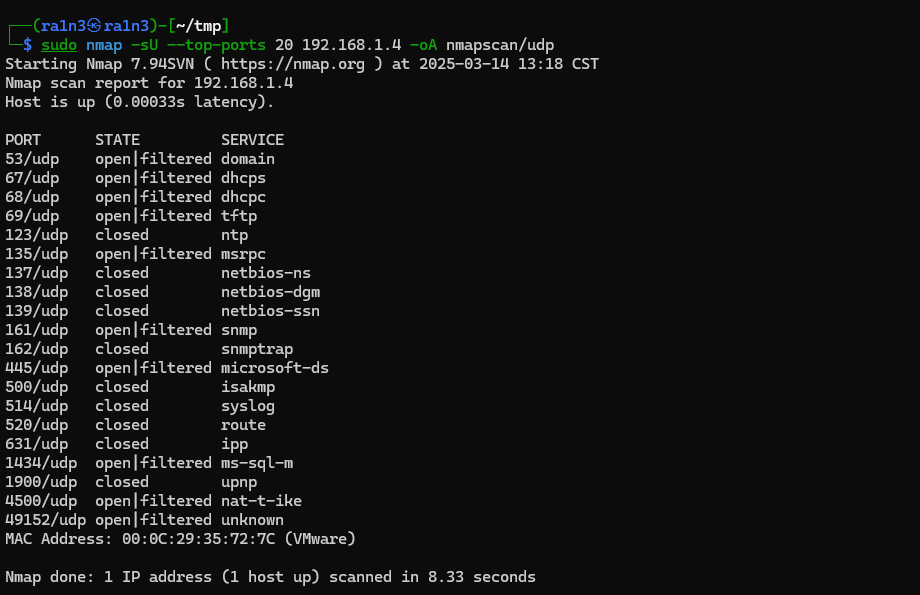 ┌──(ra1n3㉿ra1n3)-[~/tmp]
└─$ sudo nmap -sU --top-ports 20 192.168.1.4 -oA nmapscan/udp
Starting Nmap 7.94SVN ( https://nmap.org ) at 2025-03-14 13:18 CST
Nmap scan report for 192.168.1.4
Host is up (0.00033s latency).

PORT      STATE         SERVICE
53/udp    open|filtered domain
67/udp    open|filtered dhcps
68/udp    open|filtered dhcpc
69/udp    open|filtered tftp
123/udp   closed        ntp
135/udp   open|filtered msrpc
137/udp   closed        netbios-ns
138/udp   closed        netbios-dgm
139/udp   closed        netbios-ssn
161/udp   open|filtered snmp
162/udp   closed        snmptrap
445/udp   open|filtered microsoft-ds
500/udp   closed        isakmp
514/udp   closed        syslog
520/udp   closed        route
631/udp   closed        ipp
1434/udp  open|filtered ms-sql-m
1900/udp  closed        upnp
4500/udp  open|filtered nat-t-ike
49152/udp open|filtered unknown
MAC Address: 00:0C:29:35:72:7C (VMware)

Nmap done: 1 IP address (1 host up) scanned in 8.33 seconds